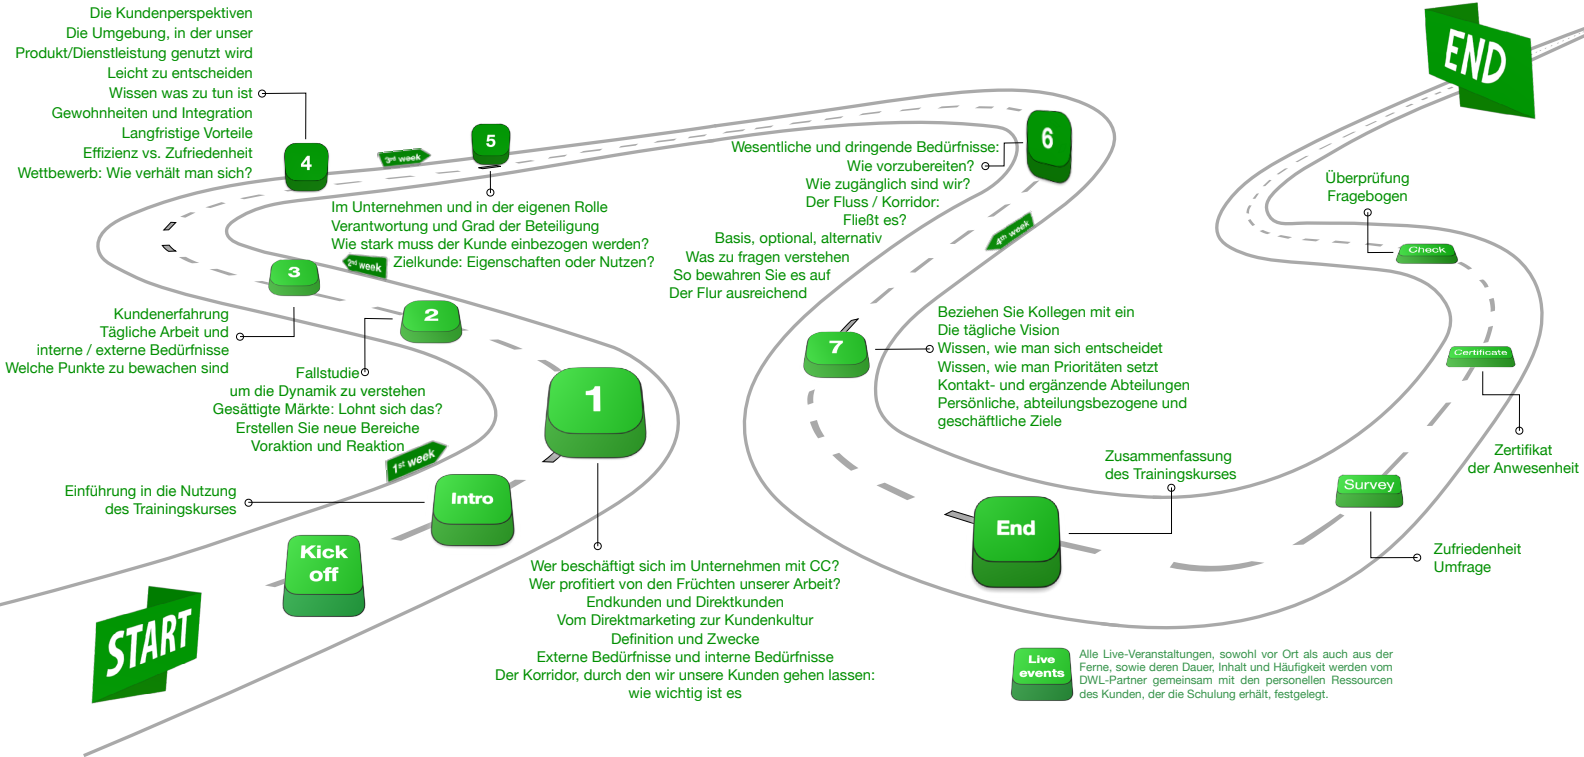 START
Kick
off
Intro
Einführung in die Nutzung
des Trainingskurses
1st week
1
Wer beschäftigt sich im Unternehmen mit CC?
Wer profitiert von den Früchten unserer Arbeit?
Endkunden und Direktkunden
Vom Direktmarketing zur Kundenkultur
Definition und Zwecke
Externe Bedürfnisse und interne Bedürfnisse
Der Korridor, durch den wir unsere Kunden gehen lassen:
wie wichtig ist es
2
Fallstudie
um die Dynamik zu verstehen
Gesättigte Märkte: Lohnt sich das?
Erstellen Sie neue Bereiche
Voraktion und Reaktion
2nd week
3
Kundenerfahrung
Tägliche Arbeit und
interne / externe Bedürfnisse
Welche Punkte zu bewachen sind
4
Die Kundenperspektiven
Die Umgebung, in der unser
Produkt/Dienstleistung genutzt wird
Leicht zu entscheiden
Wissen was zu tun ist
Gewohnheiten und Integration
Langfristige Vorteile
Effizienz vs. Zufriedenheit
Wettbewerb: Wie verhält man sich?
3rd week
5
Im Unternehmen und in der eigenen Rolle
Verantwortung und Grad der Beteiligung
Wie stark muss der Kunde einbezogen werden?
Zielkunde: Eigenschaften oder Nutzen?
6
Wesentliche und dringende Bedürfnisse:
Wie vorzubereiten?
Wie zugänglich sind wir?
Der Fluss / Korridor:
Fließt es?
Basis, optional, alternativ
Was zu fragen verstehen
So bewahren Sie es auf
Der Flur ausreichend
4th week
7
Beziehen Sie Kollegen mit ein
Die tägliche Vision
Wissen, wie man sich entscheidet
Wissen, wie man Prioritäten setzt
Kontakt- und ergänzende Abteilungen
Persönliche, abteilungsbezogene und
geschäftliche Ziele
End
Zusammenfassung
des Trainingskurses
Survey
Zufriedenheit
Umfrage
Certificate
Zertifikat
der Anwesenheit
Check
Überprüfung
Fragebogen
END
Live
events
Alle Live-Veranstaltungen, sowohl vor Ort als auch aus der
Ferne, sowie deren Dauer, Inhalt und Häufigkeit werden vom
DWL-Partner gemeinsam mit den personellen Ressourcen
des Kunden, der die Schulung erhält, festgelegt.